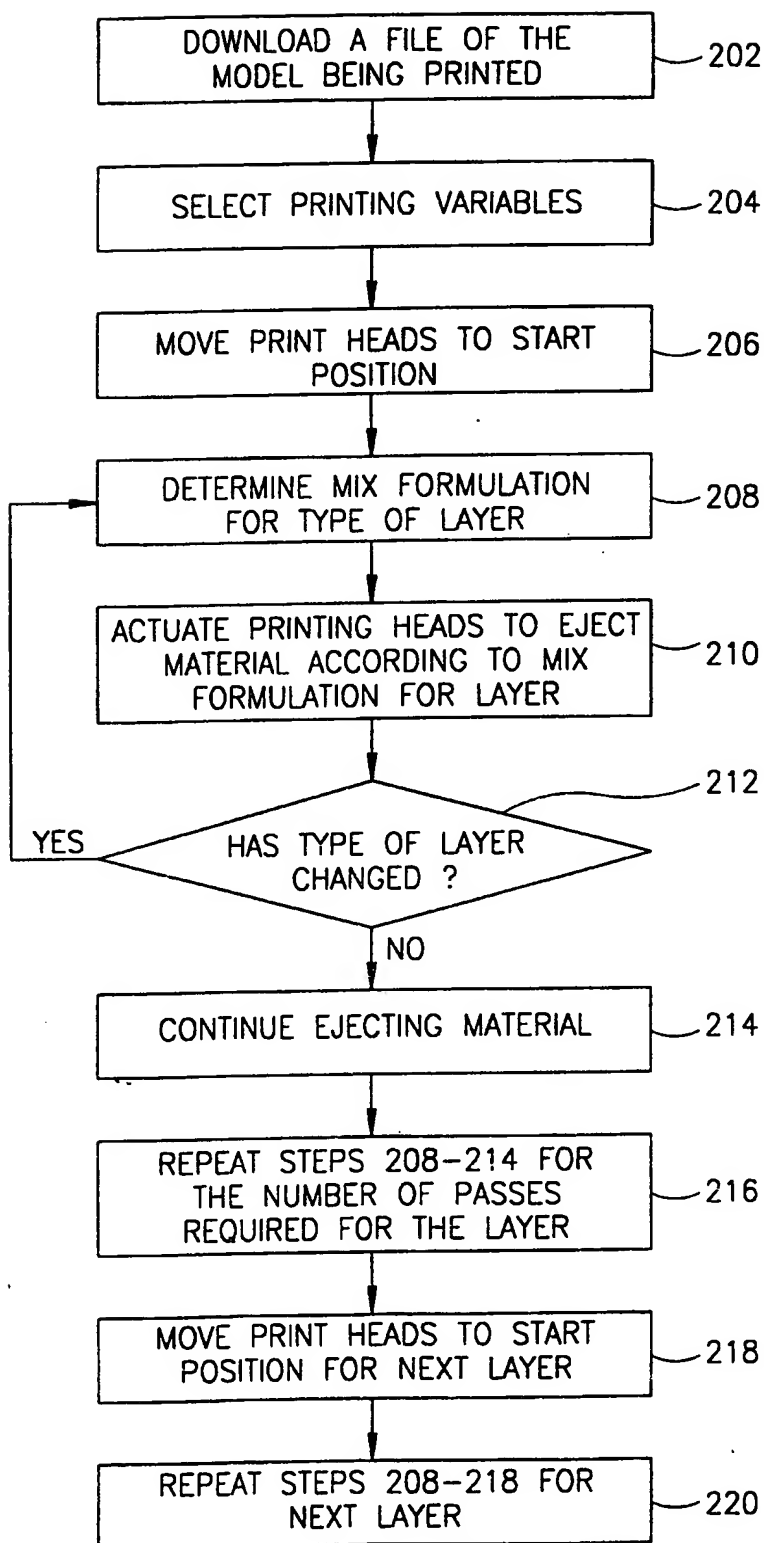 DOWNLOAD A FILE OF THE
MODEL BEING PRINTED
202
SELECT PRINTING VARIABLES
204
MOVE PRINT HEADS TO START
POSITION
206
DETERMINE MIX FORMULATION
FOR TYPE OF LAYER
208
ACTUATE PRINTING HEADS TO EJECT
MATERIAL ACCORDING TO MIX
FORMULATION FOR LAYER
210
212
YES
HAS TYPE OF LAYER
CHANGED ?
NO
CONTINUE EJECTING MATERIAL
214
REPEAT STEPS 208-214 FOR
THE NUMBER OF PASSES
REQUIRED FOR THE LAYER
216
MOVE PRINT HEADS TO START
POSITION FOR NEXT LAYER
218
REPEAT STEPS 208-218 FOR
NEXT LAYER
220